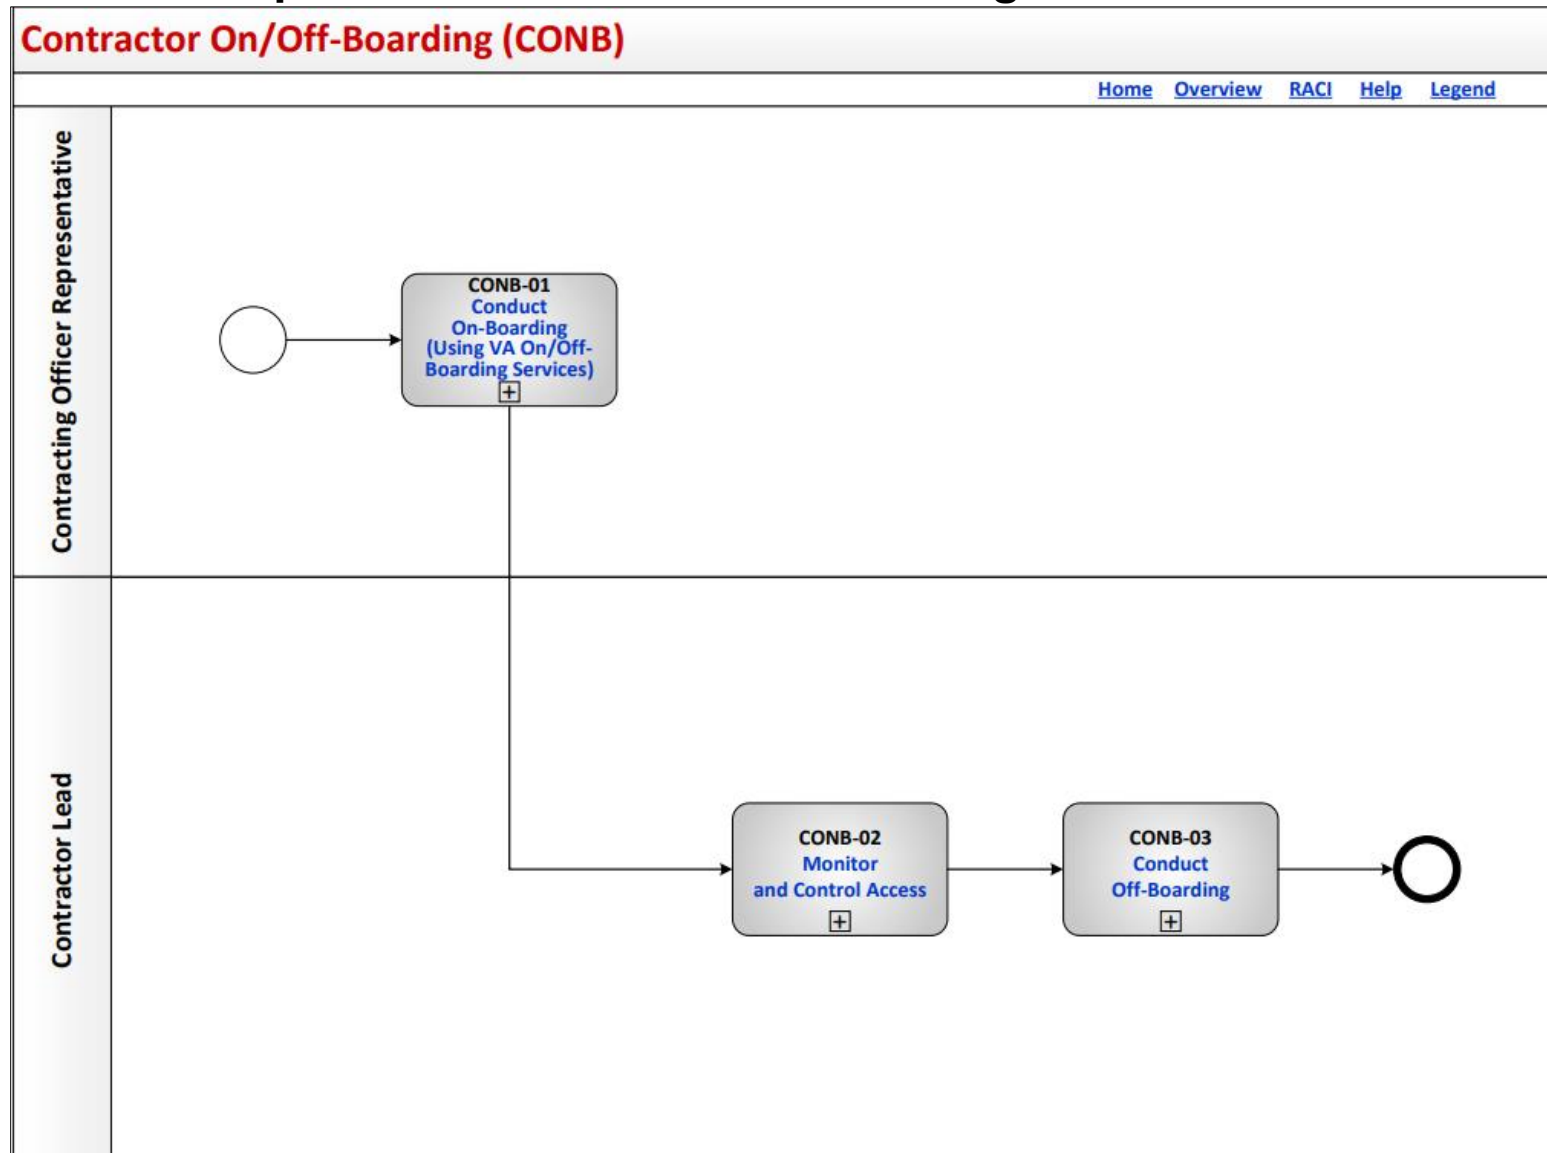 Contractor On/Off-Boarding (CONB)
Home Overview RACI Help Legend
Contracting Officer Representative
CONB-01
Conduct
On-Boarding
(Using VA On/Off-
Boarding Services)
Contractor Lead
CONB-02
Monitor
and Control Access
CONB-03
Conduct
Off-Boarding